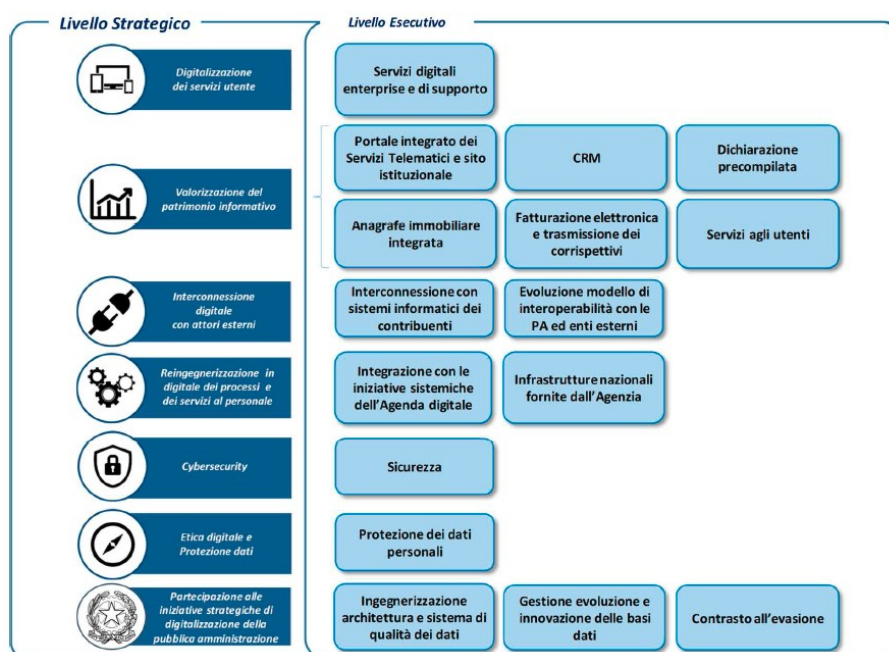 Livello Strategico
Livello Esecutivo
Digitalizzazione
dei servizi utente
Servizi digitali
enterprise e di supporto
Valorizzazione del
patrimonio informativo
Portale integrato dei
Servizi Telematici e sito
istituzionale
CRM
Dichiarazione
precompilata
Anagrafe immobiliare
integrata
Fatturazione elettronica
e trasmissione dei
corrispettivi
Servizi agli utenti
Interconnessione
digitale
con attori esterni
Interconnessione con
sistemi informatici dei
contribuenti
Evoluzione modello di
interoperabilità con le
PA ed enti esterni
Reingegnerizzazione in
digitale dei processi e
dei servizi al personale
Integrazione con le
iniziative sistemiche
dell'Agenda digitale
Infrastrutture nazionali
fornite dall'Agenzia
Cybersecurity
Sicurezza
Etica digitale e
Protezione dati
Protezione dei dati
personali
Partecipazione alle
iniziative strategiche di
digitalizzazione della
pubblica amministrazione
Ingegnerizzazione
architettura e sistema di
qualità dei dati
Gestione evoluzione e
innovazione delle basi
dati
Contrasto all'evasione